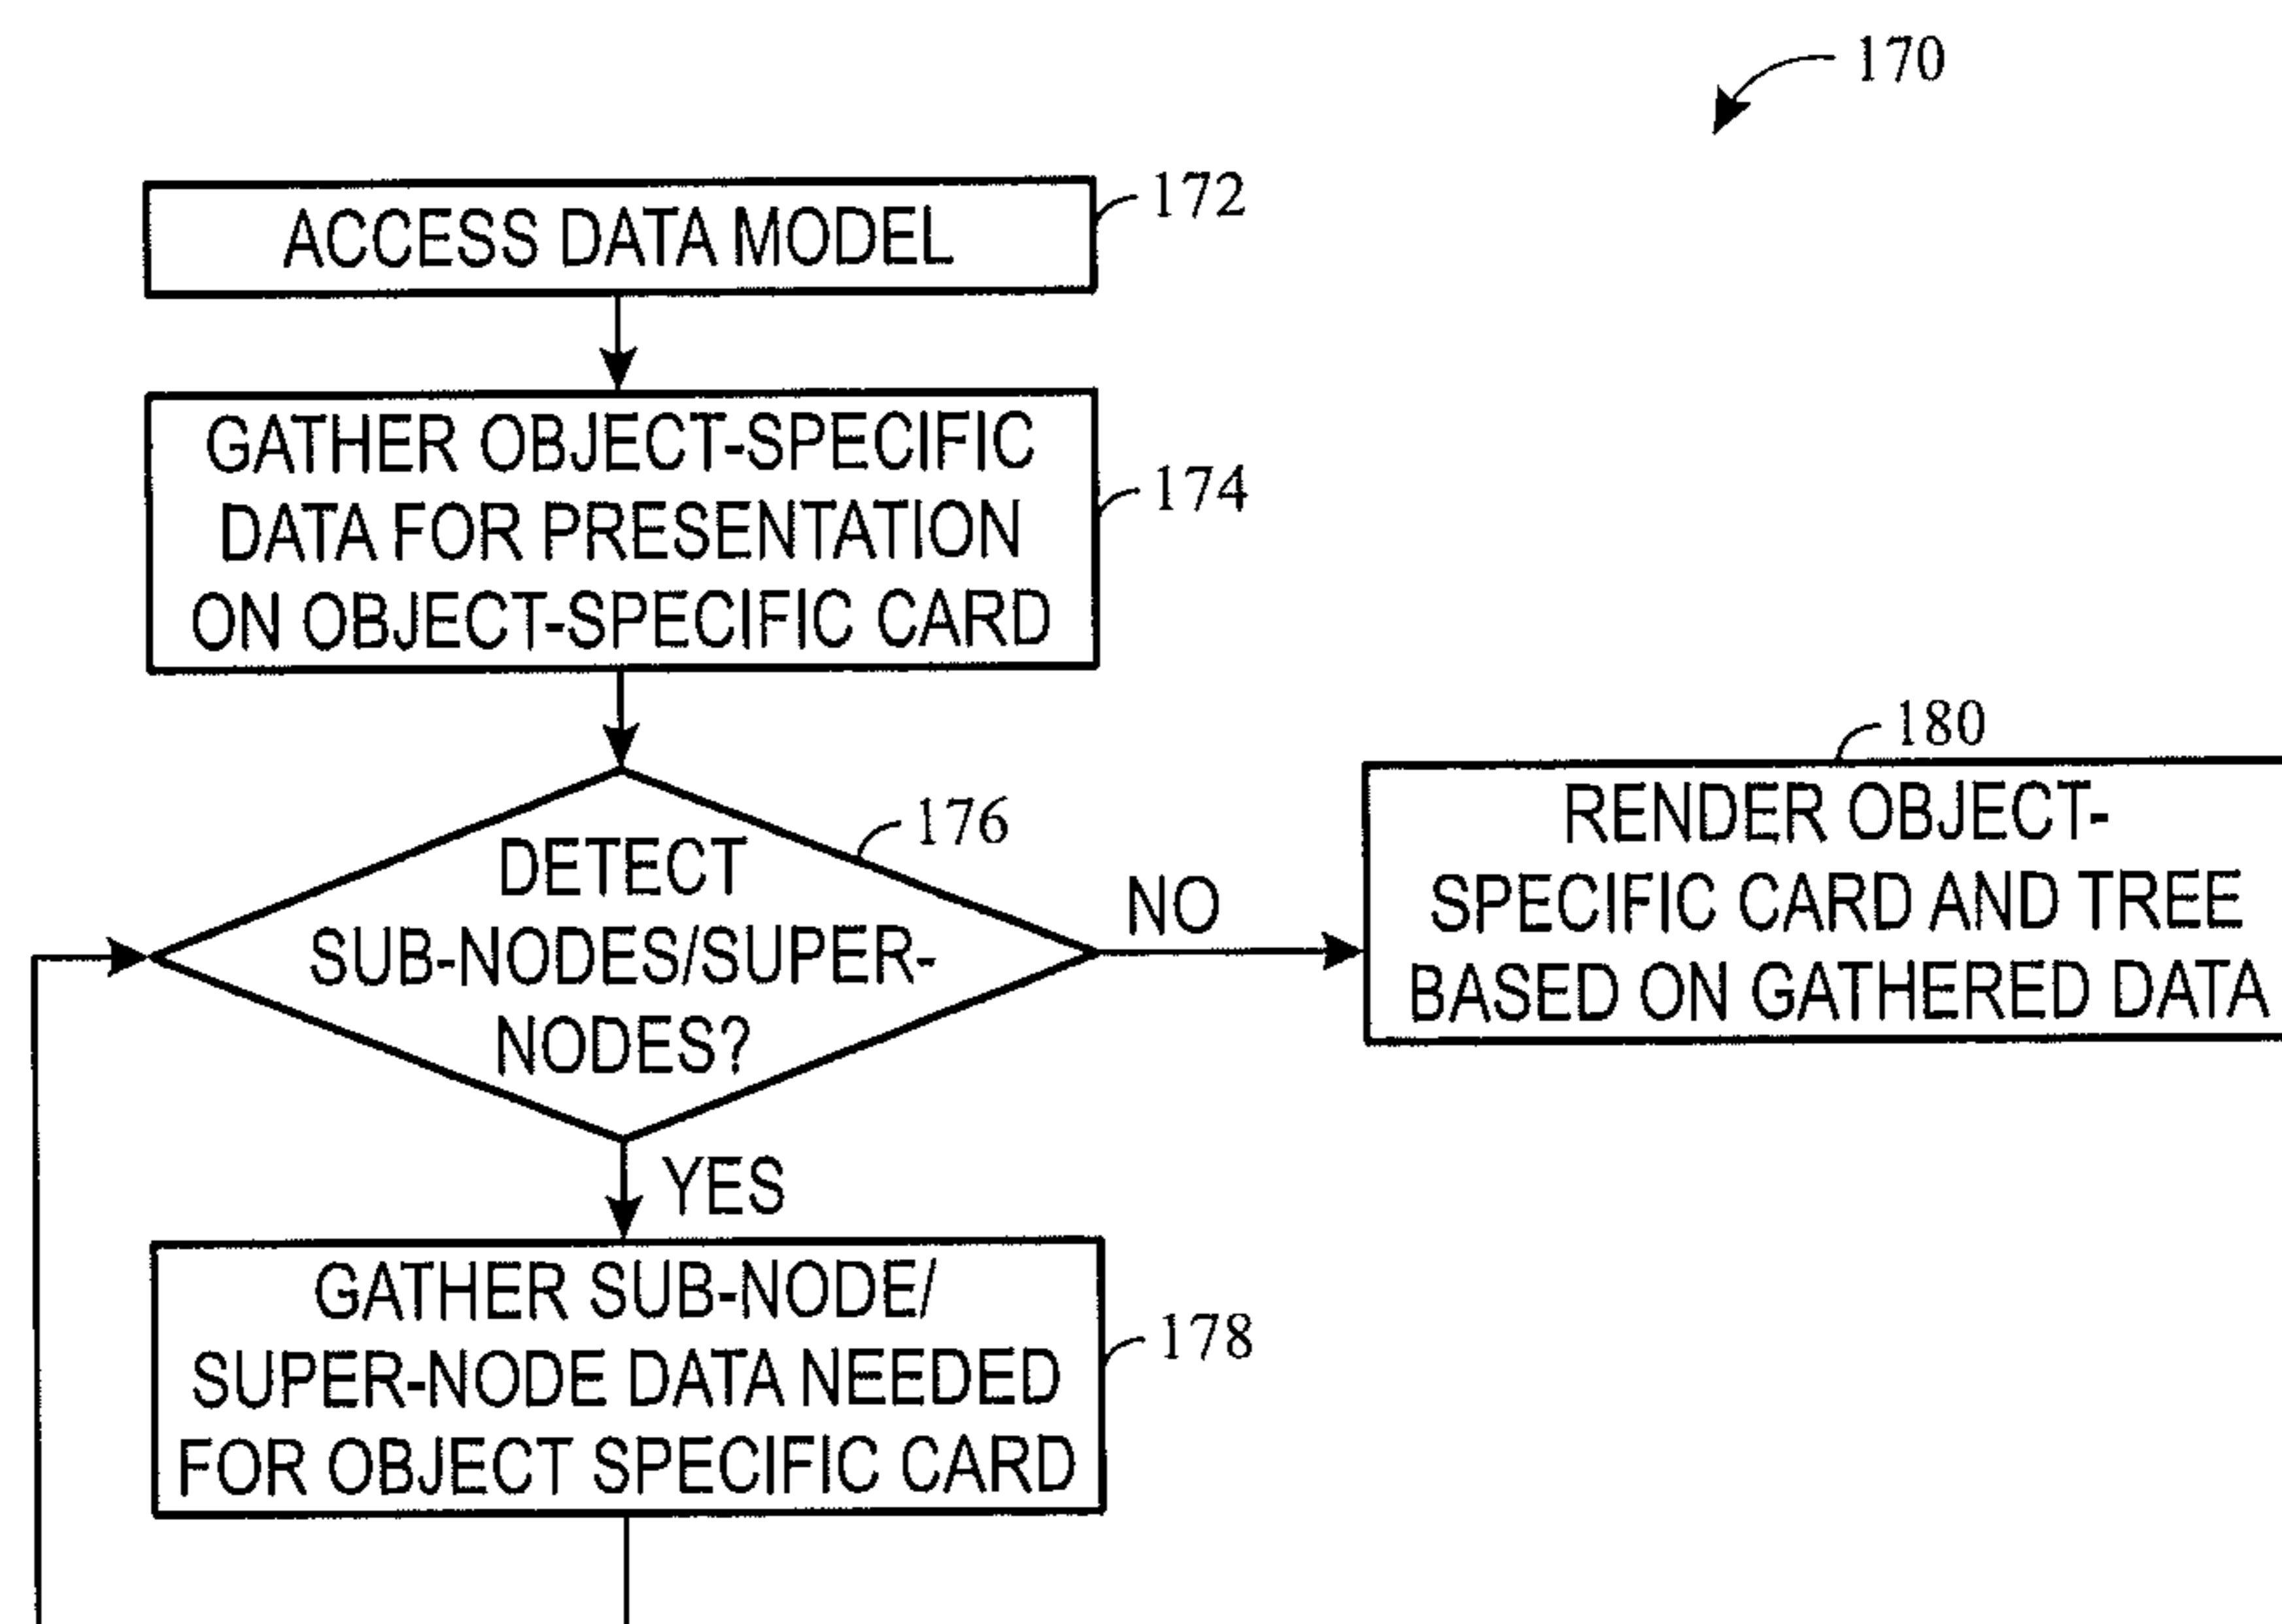 170
ACCESS DATA MODEL
172
GATHER OBJECT-SPECIFIC
DATA FOR PRESENTATION
ON OBJECT-SPECIFIC CARD
174
DETECT
SUB-NODES/SUPER-
NODES?
176
NO
180
RENDER OBJECT-
SPECIFIC CARD AND TREE
BASED ON GATHERED DATA
YES
GATHER SUB-NODE/
SUPER-NODE DATA NEEDED
FOR OBJECT SPECIFIC CARD
178